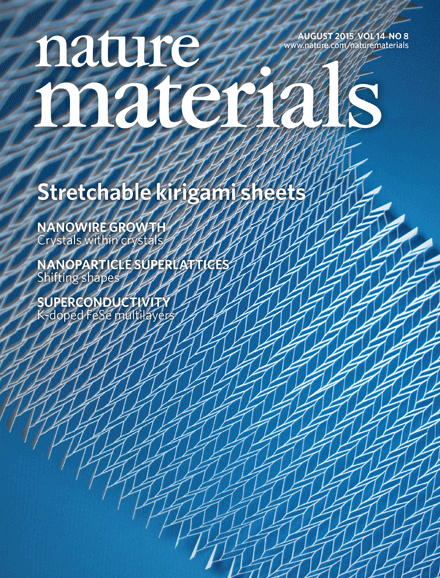 AUGUST 2015 VOL 14 NO 8
www.nature.com/naturematerials
nature
materials
Stretchable kirigami sheets
NANOWIRE GROWTH
Crystals within crystals
NANOPARTICLE SUPERLATTICES
Shifting shapes
SUPERCONDUCTIVITY
K-doped FeSe multilayers